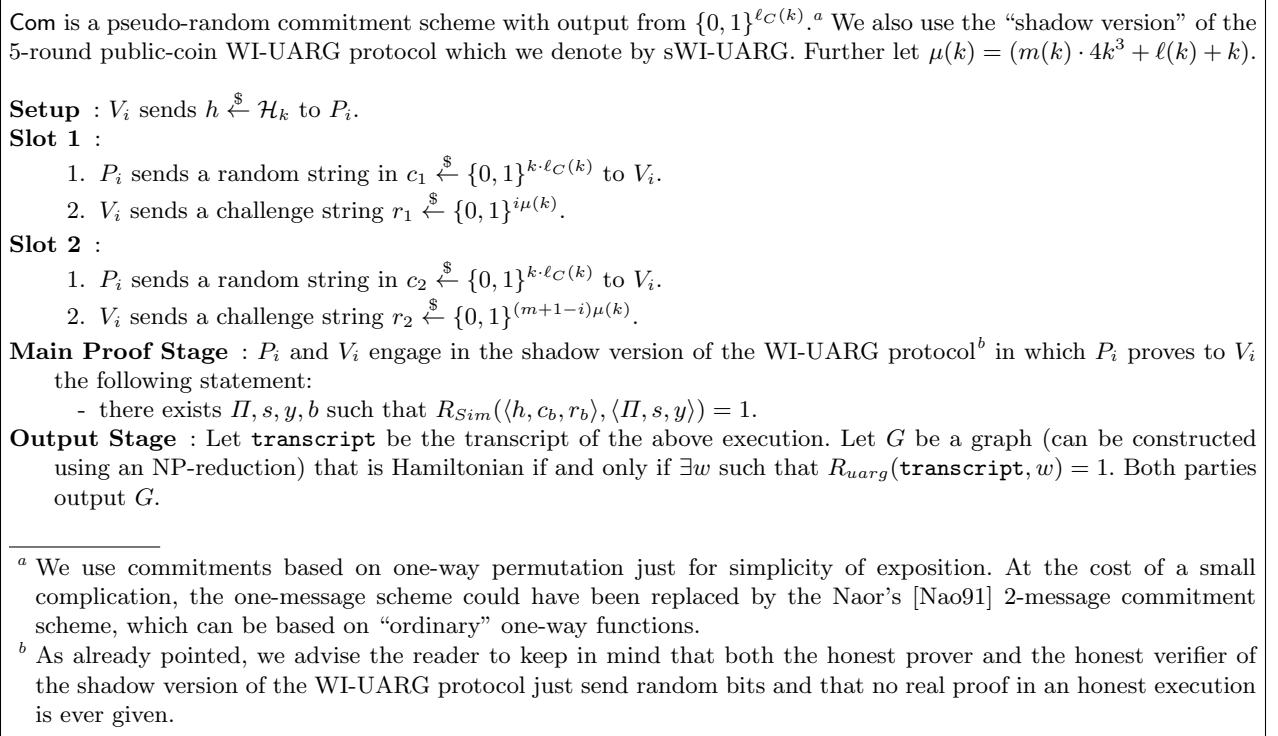 Com is a pseudo-random commitment scheme with output from {0, 1}^{ℓ_C(k)}.^a We also use the “shadow version” of the
5-round public-coin WI-UARG protocol which we denote by sWI-UARG. Further let μ(k) = (m(k) · 4k^3 + ℓ(k) + k).
Setup : V_i sends h ←^$ H_k to P_i.
Slot 1 :
1. P_i sends a random string in c_1 ←^$ {0, 1}^{k·ℓ_C(k)} to V_i.
2. V_i sends a challenge string r_1 ←^$ {0, 1}^{iμ(k)}.
Slot 2 :
1. P_i sends a random string in c_2 ←^$ {0, 1}^{k·ℓ_C(k)} to V_i.
2. V_i sends a challenge string r_2 ←^$ {0, 1}^{(m+1−i)μ(k)}.
Main Proof Stage : P_i and V_i engage in the shadow version of the WI-UARG protocol^b in which P_i proves to V_i
the following statement:
- there exists Π, s, y, b such that R_{Sim}(⟨h, c_b, r_b⟩, ⟨Π, s, y⟩) = 1.
Output Stage : Let transcript be the transcript of the above execution. Let G be a graph (can be constructed
using an NP-reduction) that is Hamiltonian if and only if ∃w such that R_{uarg}(transcript, w) = 1. Both parties
output G.
a We use commitments based on one-way permutation just for simplicity of exposition. At the cost of a small
complication, the one-message scheme could have been replaced by the Naor’s [Nao91] 2-message commitment
scheme, which can be based on “ordinary” one-way functions.
b As already pointed, we advise the reader to keep in mind that both the honest prover and the honest verifier of
the shadow version of the WI-UARG protocol just send random bits and that no real proof in an honest execution
is ever given.